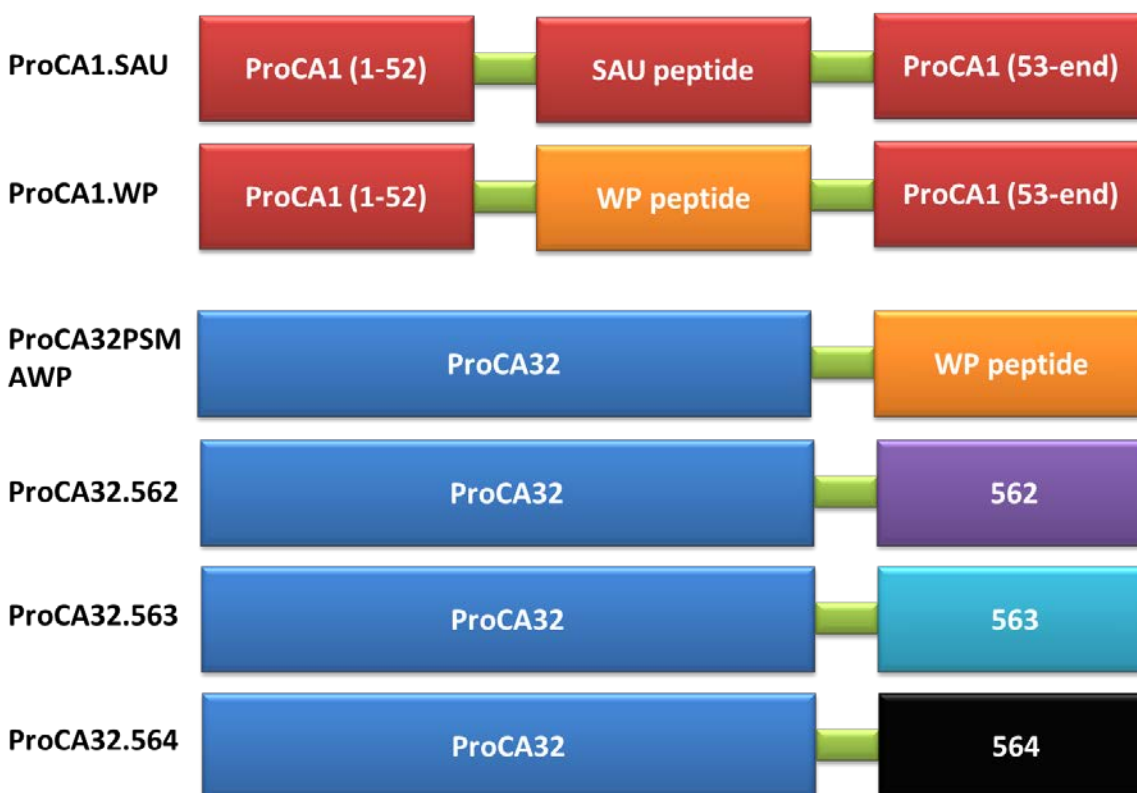 ProCA1.SAU
ProCA1 (1-52)
SAU peptide
ProCA1 (53-end)
ProCA1.WP
ProCA1 (1-52)
WP peptide
ProCA1 (53-end)
ProCA32PSM
AWP
ProCA32
WP peptide
ProCA32.562
ProCA32
562
ProCA32.563
ProCA32
563
ProCA32.564
ProCA32
564